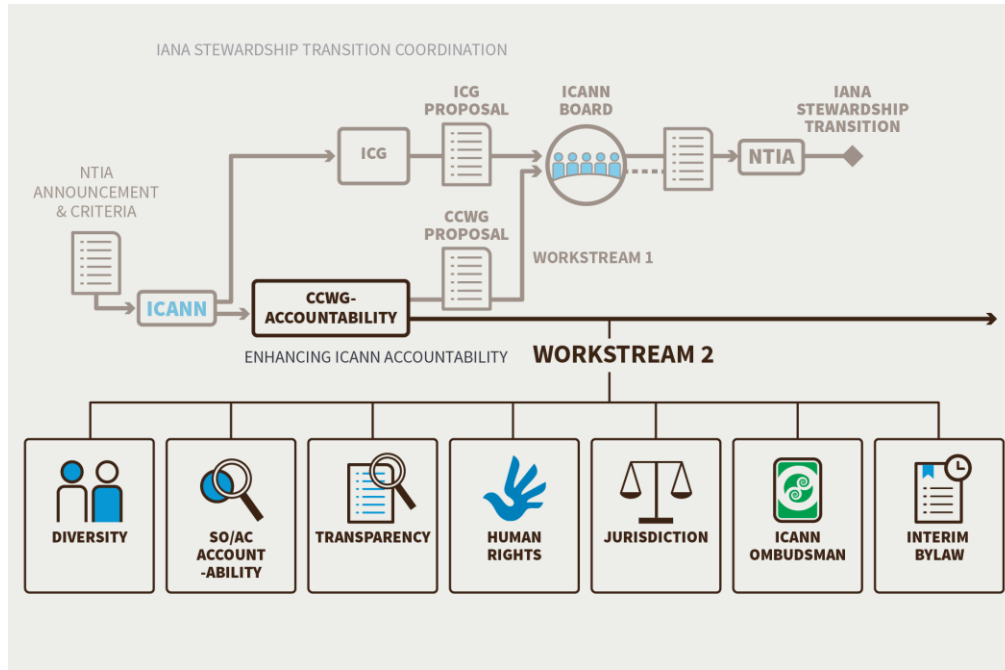 IANA STEWARDSHIP TRANSITION COORDINATION
ICG
PROPOSAL
ICANN
BOARD
IANA
STEWARDSHIP
TRANSITION
ICG
NTIA
NTIA
ANNOUNCEMENT
& CRITERIA
CCWG
PROPOSAL
WORKSTREAM 1
ICANN
CCWG-
ACCOUNTABILITY
ENHANCING ICANN ACCOUNTABILITY
WORKSTREAM 2
DIVERSITY
SO/AC
ACCOUNT
-ABILITY
TRANSPARENCY
HUMAN
RIGHTS
JURISDICTION
ICANN
OMBUDSMAN
INTERIM
BYLAW